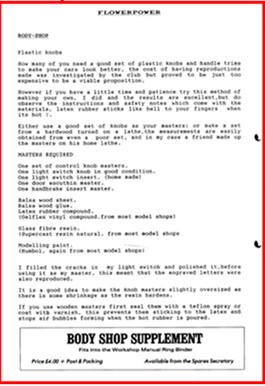 FLOWERPOWER
BODY-SHOP
Plastic knobs
How many of you need a good set of plastic knobs and handle trims
to make your cars look better, the cost of having reproductions
made was investigated by the club but proved to be just too
expensive to be a viable proposition.
However if you have a little time and patience try this method of
making your own. I did and the results are excellent,but do
observe the instructions and safety notes which come with the
materials, latex rubber sticks like hell to your fingers when
its hot !.
Either use a good set of knobs as your masters: or make a set
from a hardwood turned on a lathe,the measurements are easily
obtained from even a poor set, and in my case a friend made up
the masters on his home lathe.
MASTERS REQUIRED
One set of control knob masters.
One light switch knob in good condition.
One light switch insert. (home made)
One door escutchin master.
One handbrake insert master.
Balsa wood sheet.
Balsa wood glue.
Latex rubber compound.
(Gelflex vinyl compound.from most model shops)
Glass fibre resin.
(Supercast resin natural. from most model shops
Modelling paint.
(Humbol. again from most model shops)
I filled the cracks in my light switch and polished it,before
using it as my master, this meant that the engraved letters were
also reproduced.
It is a good idea to make the knob masters slightly oversized as
there is some shrinkage as the resin hardens.
If you use wooden masters first seal them with a teflon spray or
coat with varnish, this prevents them sticking to the latex and
stops air bubbles forming when the hot rubber is poured.
BODY SHOP SUPPLEMENT
Fits into the Workshop Manual Ring Binder
Price £4.00 + Post & Packing Available from the Spares Secretary